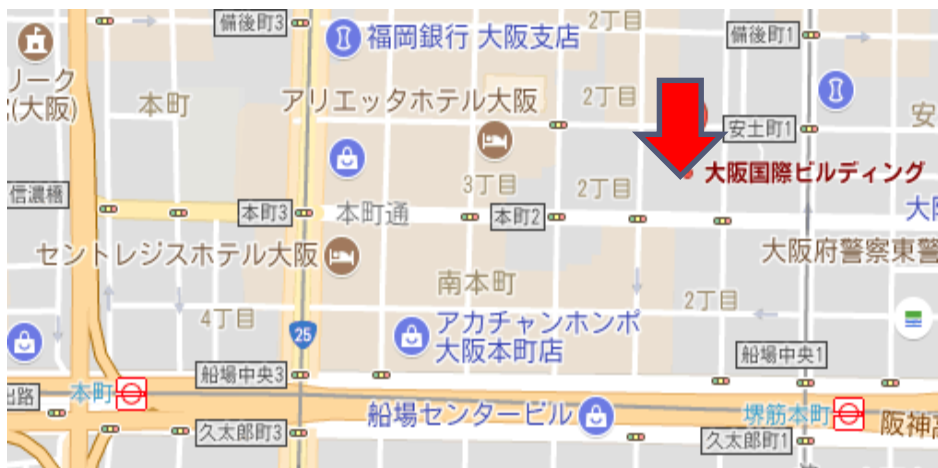 備後町3
福岡銀行 大阪支店
2丁目
備後町1
リーク
(大阪)
本町
アリエッタホテル大阪
2丁目
安土町1
安
3丁目
2丁目
大阪国際ビルディング
信濃橋
本町3
本町通
本町2
大阪
セントレジスホテル大阪
大阪府警察東警
南本町
2丁目
4丁目
25
アカチャンホンポ
大阪本町店
船場中央3
船場中央1
出路
本町
船場センタービル
堺筋本町
阪神高
久太郎町3
久太郎町1